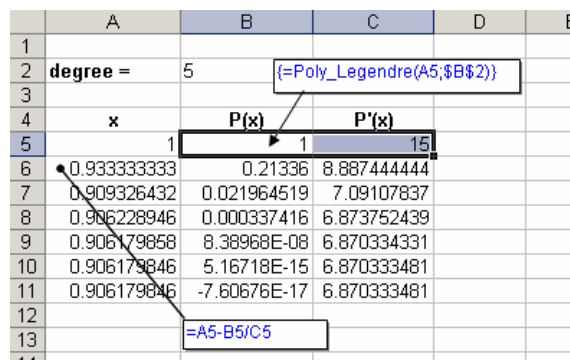 A B C D E
1
2 degree = 5 {=Poly_Legendre(A5;$B$2)}
3
4 x P(x) P'(x)
5 1 1 15
6 0.933333333 0.21336 8.887444444
7 0.909326432 0.021964519 7.09107837
8 0.906228946 0.000337416 6.873752439
9 0.906179858 8.38968E-08 6.870334331
10 0.906179846 5.16718E-15 6.870333481
11 0.906179846 -7.60676E-17 6.870333481
12
=A5-B5/C5
13
14